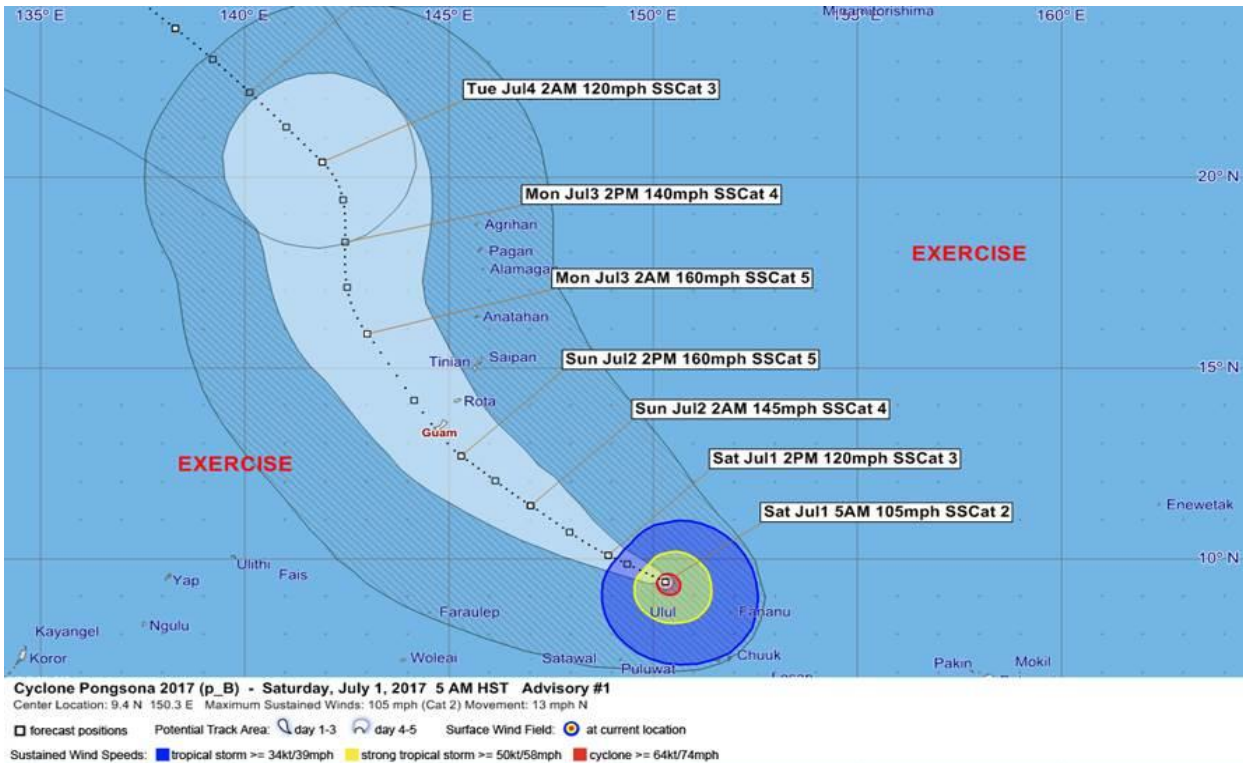 135° E 140° E 145° E 150° E 155° E 160° E
Minamitorishima
Tue Jul4 2AM 120mph SSCat 3
20° N
Mon Jul3 2PM 140mph SSCat 4
Agrihan
Pagan
EXERCISE
Alamagan
Mon Jul3 2AM 160mph SSCat 5
Anatahan
Tinian Saipan
Sun Jul2 2PM 160mph SSCat 5
15° N
Rota
Sun Jul2 2AM 145mph SSCat 4
Guam
EXERCISE
Sat Jul1 2PM 120mph SSCat 3
Enewetak
Sat Jul1 5AM 105mph SSCat 2
10° N
Ulithi
Fais
Yap
Faraulep
Ulul
Fananu
Ngulu
Kayangel
Koror
Woleai
Satawal
Puluwat
Chuuk
Pakin
Mokil
Cyclone Pongsona 2017 (p_B) - Saturday, July 1, 2017 5 AM HST Advisory #1
Center Location: 9.4 N 150.3 E Maximum Sustained Winds: 105 mph (Cat 2) Movement: 13 mph N
forecast positions Potential Track Area: day 1-3 day 4-5 Surface Wind Field: at current location
Sustained Wind Speeds: tropical storm >= 34kt/39mph strong tropical storm >= 50kt/58mph cyclone >= 64kt/74mph